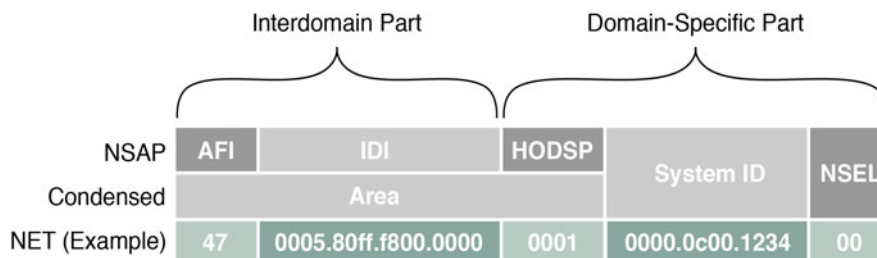 Interdomain Part Domain-Specific Part
NSAP AFI IDI HODSP System ID NSEL
Condensed Area
NET (Example) 47 0005.80ff.f800.0000 0001 0000.0c00.1234 00